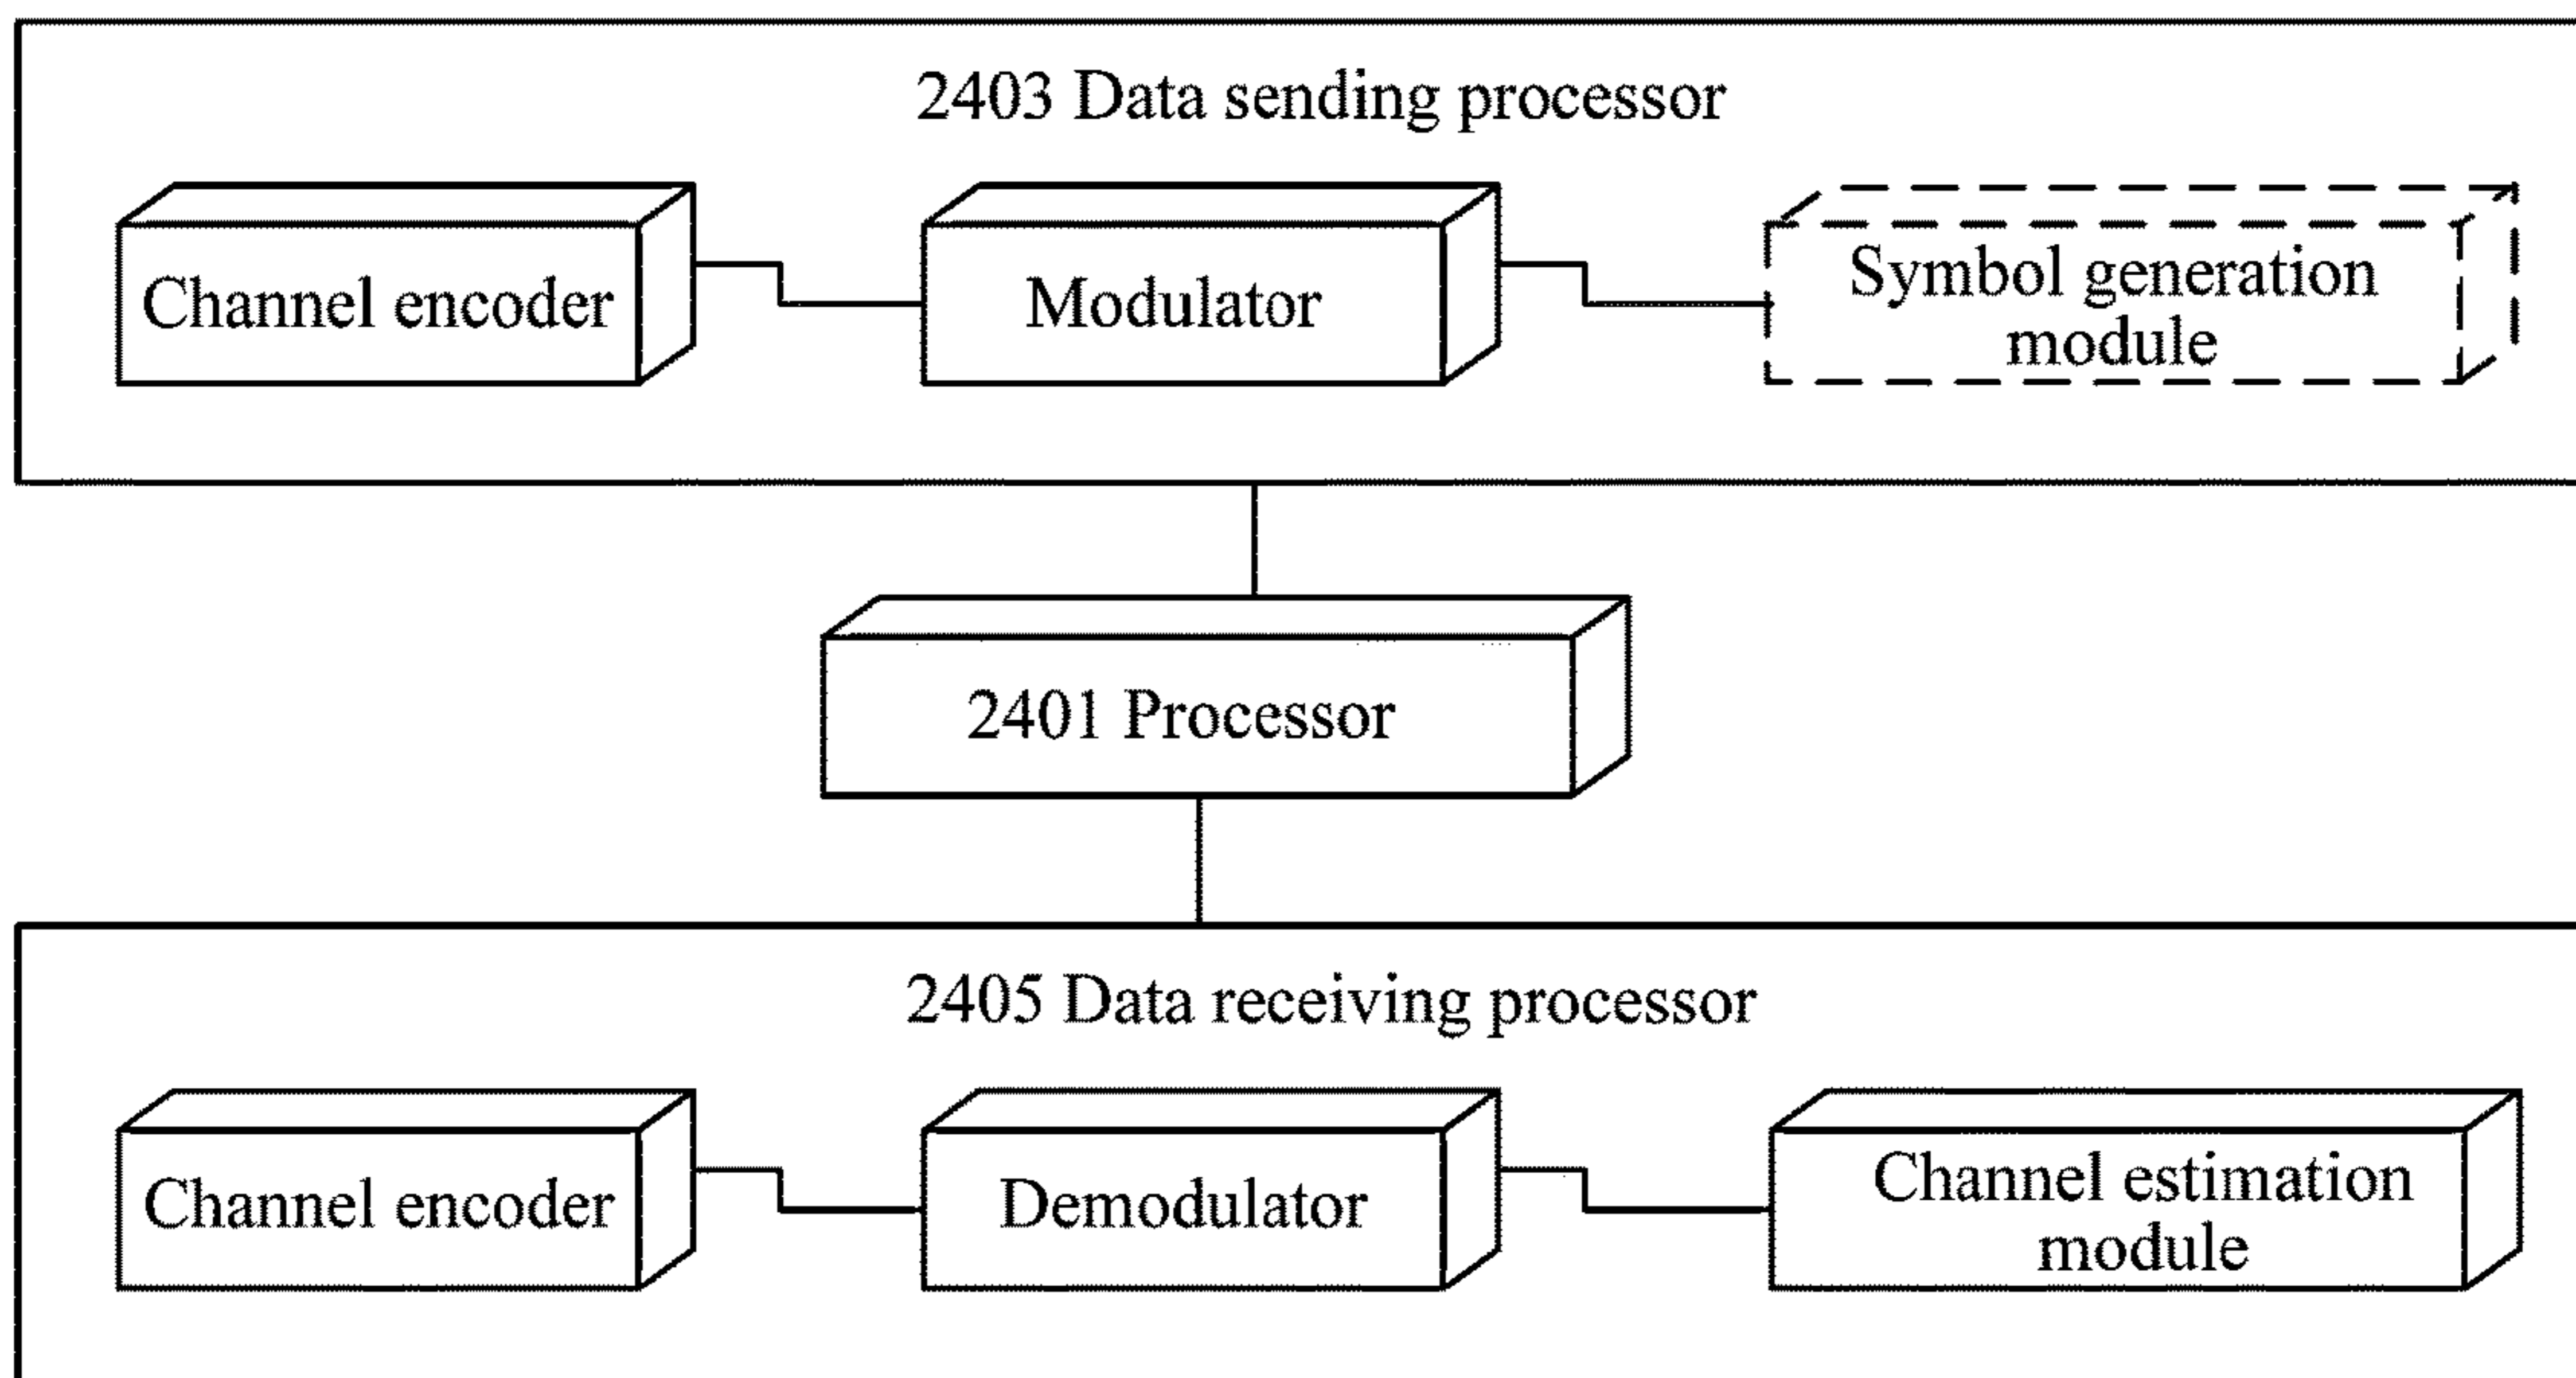 2403 Data sending processor
Channel encoder
Modulator
Symbol generation
module
2401 Processor
2405 Data receiving processor
Channel encoder
Demodulator
Channel estimation
module